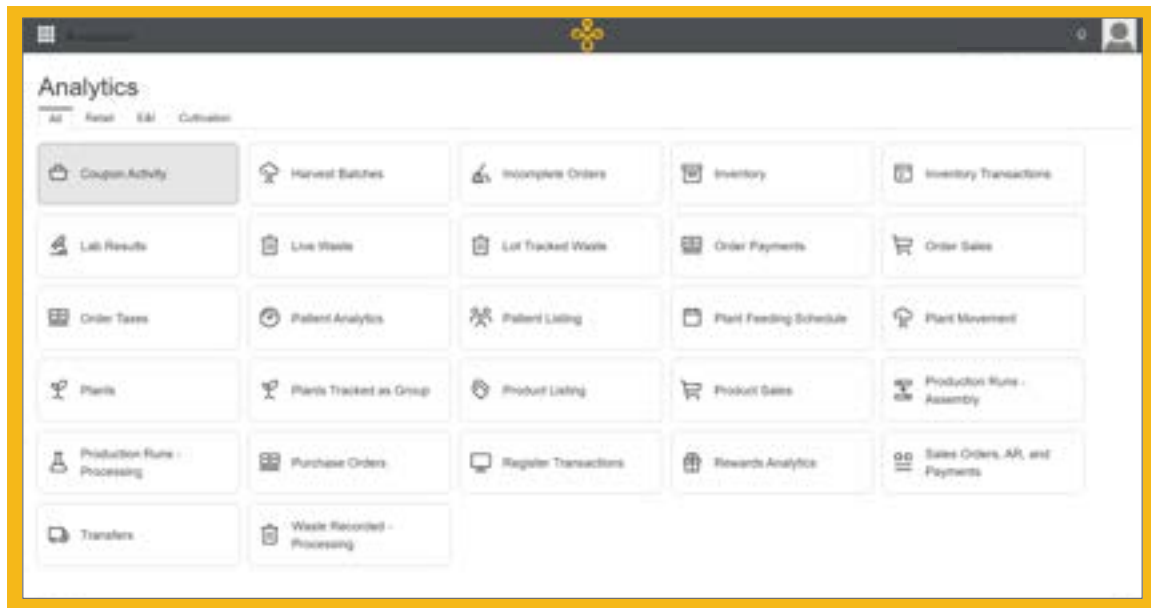 Analytics
All Retail E&I Cultivation
Coupon Activity
Harvest Batches
Incomplete Orders
Inventory
Inventory Transactions
Lab Results
Live Waste
Lot Tracked Waste
Order Payments
Order Sales
Order Taxes
Patient Analytics
Patient Listing
Plant Feeding Schedule
Plant Movement
Plants
Plants Tracked as Group
Product Listing
Product Sales
Production Runs -
Assembly
Production Runs -
Processing
Purchase Orders
Register Transactions
Rewards Analytics
Sales Orders, AR, and
Payments
Transfers
Waste Recorded -
Processing